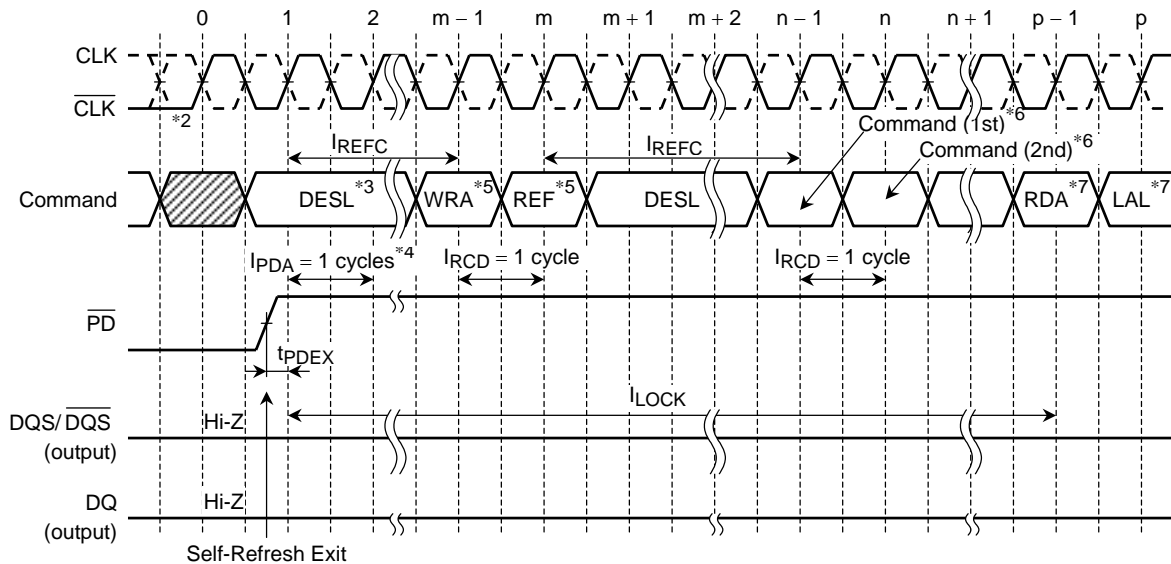 0 1 2 m − 1 m m + 1 m + 2 n − 1 n n + 1 p − 1 p
CLK
CLK
*2
Command (1st)*6
IREFC IREFC
Command (2nd)*6
Command DESL*3 WRA*5 REF*5 DESL RDA*7 LAL*7
IPDA = 1 cycles*4 IRCD = 1 cycle IRCD = 1 cycle
PD
tPDEX
ILOCK
DQS/DQS Hi-Z
(output)
DQ Hi-Z
(output)
Self-Refresh Exit